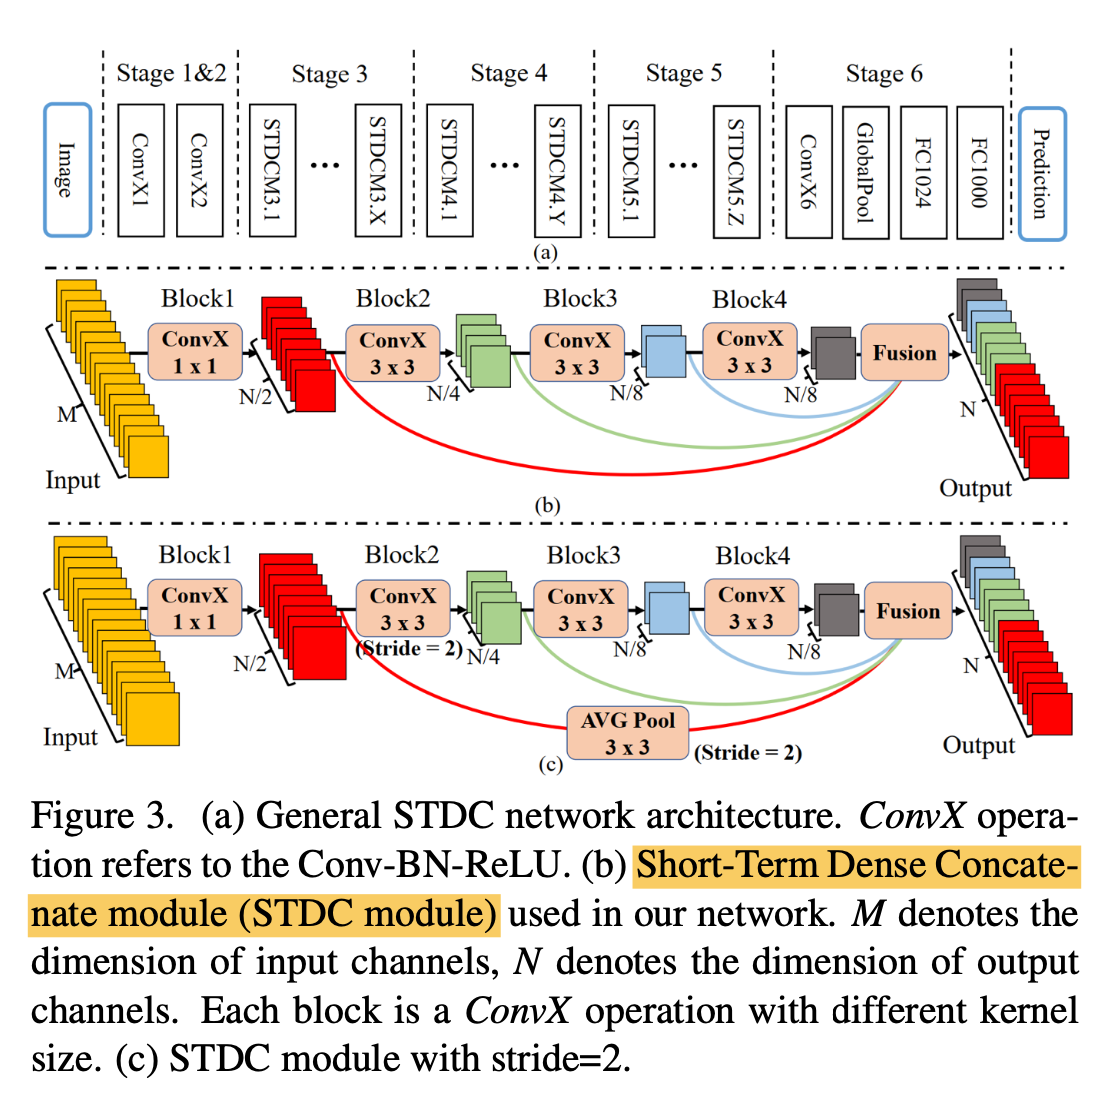 Stage 1&2
Stage 3
Stage 4
Stage 5
Stage 6
Image
ConvX1
ConvX2
STDCM3.1
...
STDCM3.X
STDCM4.1
...
STDCM4.Y
STDCM5.1
...
STDCM5.Z
ConvX6
GlobalPool
FC1024
FC1000
Prediction
(a)
Block1
Block2
Block3
Block4
ConvX
1 x 1
ConvX
3 x 3
ConvX
3 x 3
ConvX
3 x 3
Fusion
M
N/2
N/4
N/8
N/8
N
Input
Output
(b)
Block1
Block2
Block3
Block4
ConvX
1 x 1
ConvX
3 x 3
(Stride = 2)
ConvX
3 x 3
ConvX
3 x 3
Fusion
M
N/2
N/4
N/8
N/8
N
Input
Output
AVG Pool
3 x 3
(Stride = 2)
(c)
Figure 3. (a) General STDC network architecture. ConvX opera-
tion refers to the Conv-BN-ReLU. (b) Short-Term Dense Concate-
nate module (STDC module) used in our network. M denotes the
dimension of input channels, N denotes the dimension of output
channels. Each block is a ConvX operation with different kernel
size. (c) STDC module with stride=2.